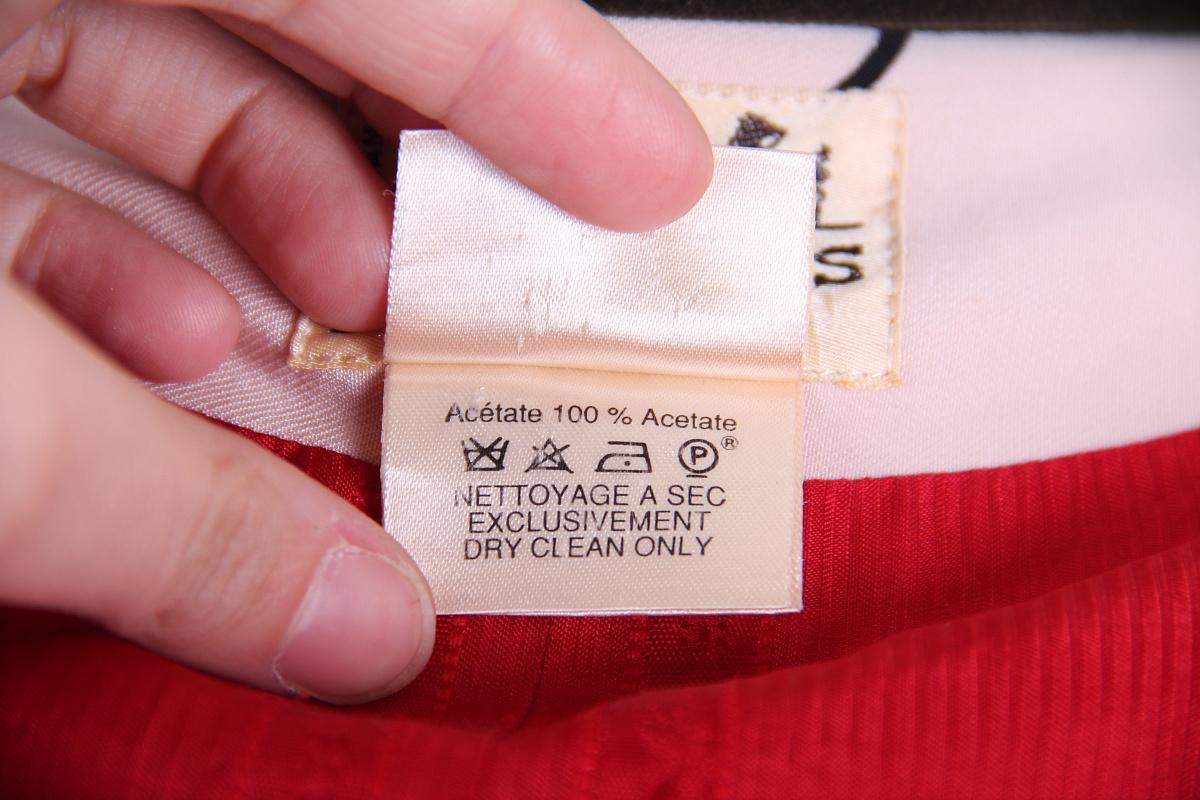 Acétate 100 % Acetate
P ®
NETTOYAGE A SEC
EXCLUSIVEMENT
DRY CLEAN ONLY